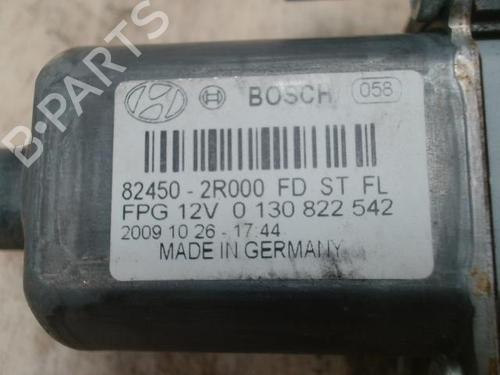 BOSCH 058
82450 - 2R000 FD ST FL
FPG 12V 0 130 822 542
2009 10 26 - 17:44
MADE IN GERMANY
B-PARTS